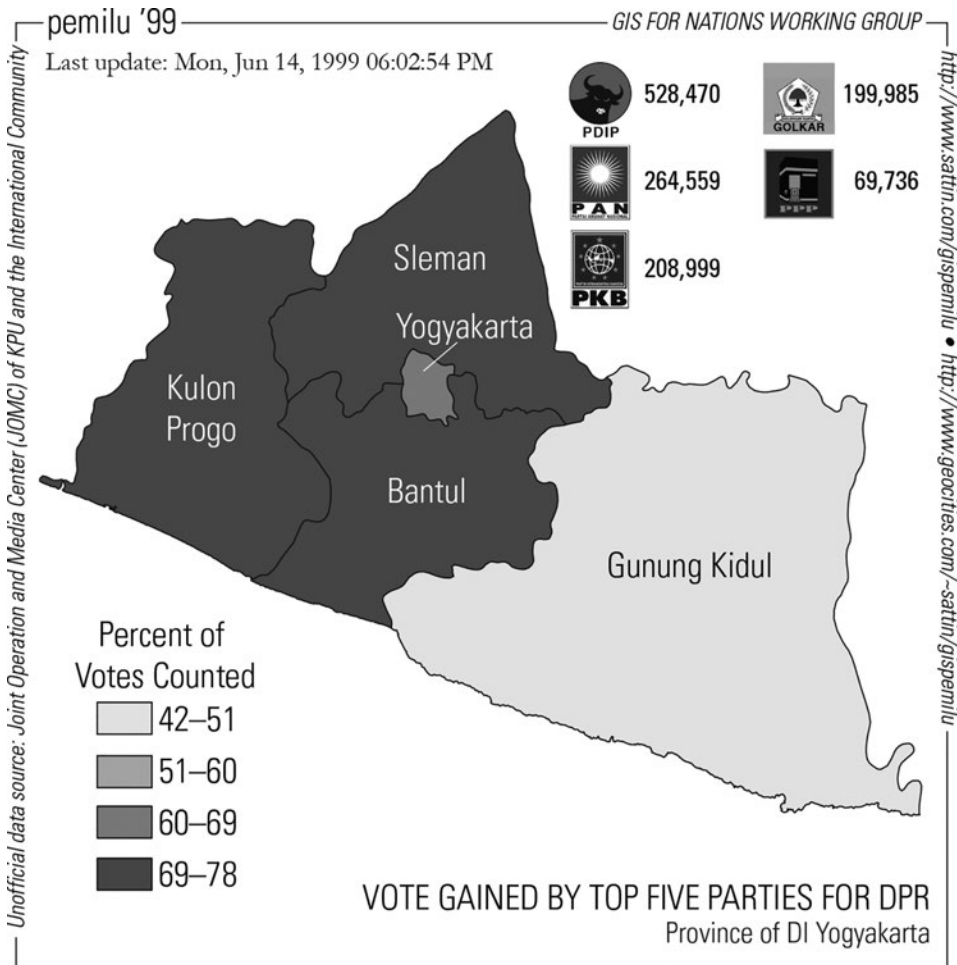 pemilu '99
GIS FOR NATIONS WORKING GROUP
Last update: Mon, Jun 14, 1999 06:02:54 PM
PDIP
528,470
GOLKAR
199,985
PAN
264,559
PPP
69,736
PKB
208,999
Sleman
Yogyakarta
Kulon
Progo
Bantul
Gunung Kidul
Percent of
Votes Counted
42–51
51–60
60–69
69–78
VOTE GAINED BY TOP FIVE PARTIES FOR DPR
Province of DI Yogyakarta
Unofficial data source: Joint Operation and Media Center (JOMC) of KPU and the International Community
http://www.sattin.com/gispemilu • http://www.geocities.com/~sattin/gispemilu